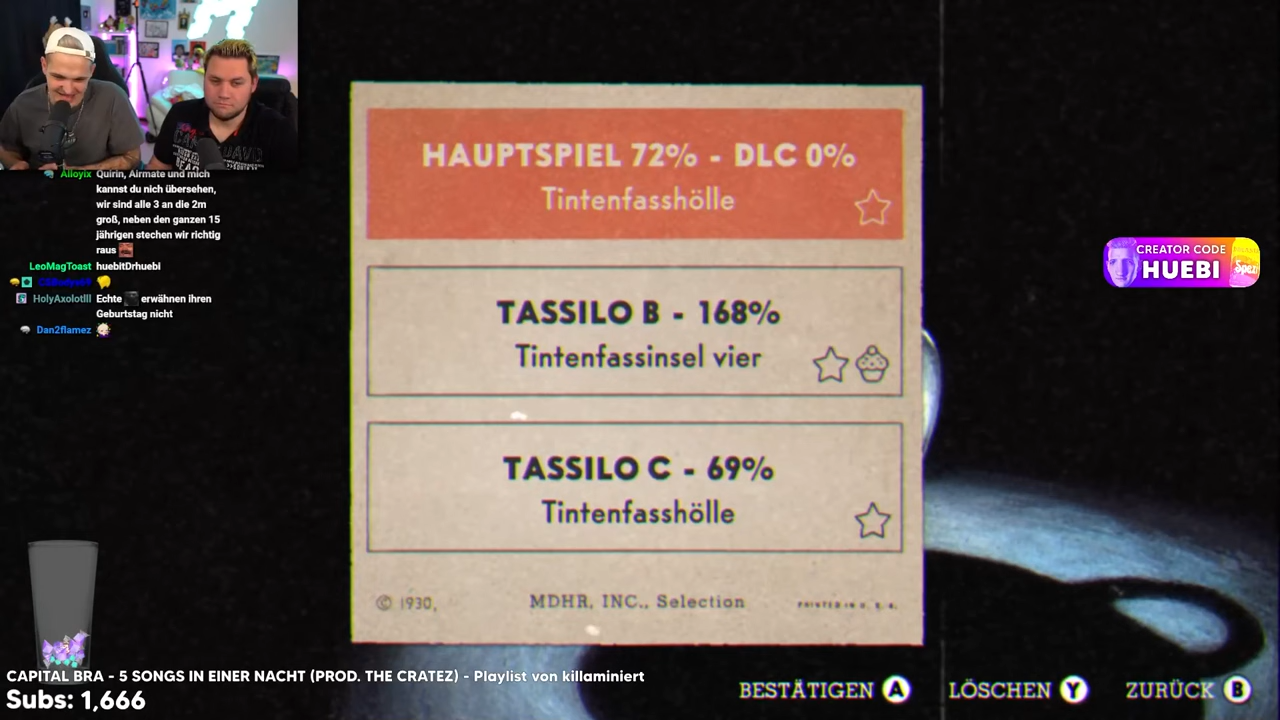 HAUPTSPIEL 72% - DLC 0%
Tintenfasshölle
TASSILO B - 168%
Tintenfassinsel vier
TASSILO C - 69%
Tintenfasshölle
© 1930,
MDHR, INC., Selection
PRINTED IN U. S. A.
Alloyix Quirin, Airmate und mich
kannst du nich übersehen,
wir sind alle 3 an die 2m
groß, neben den ganzen 15
jährigen stechen wir richtig
raus
LeoMagToast huebitDrhuebi
HolyAxolotlll Echte erwähnen ihren
Geburtstag nicht
Dan2flamez
CREATOR CODE
HUEBI
Spezi
CAPITAL BRA - 5 SONGS IN EINER NACHT (PROD. THE CRATEZ) - Playlist von killaminiert
Subs: 1,666
BESTÄTIGEN A
LÖSCHEN Y
ZURÜCK B